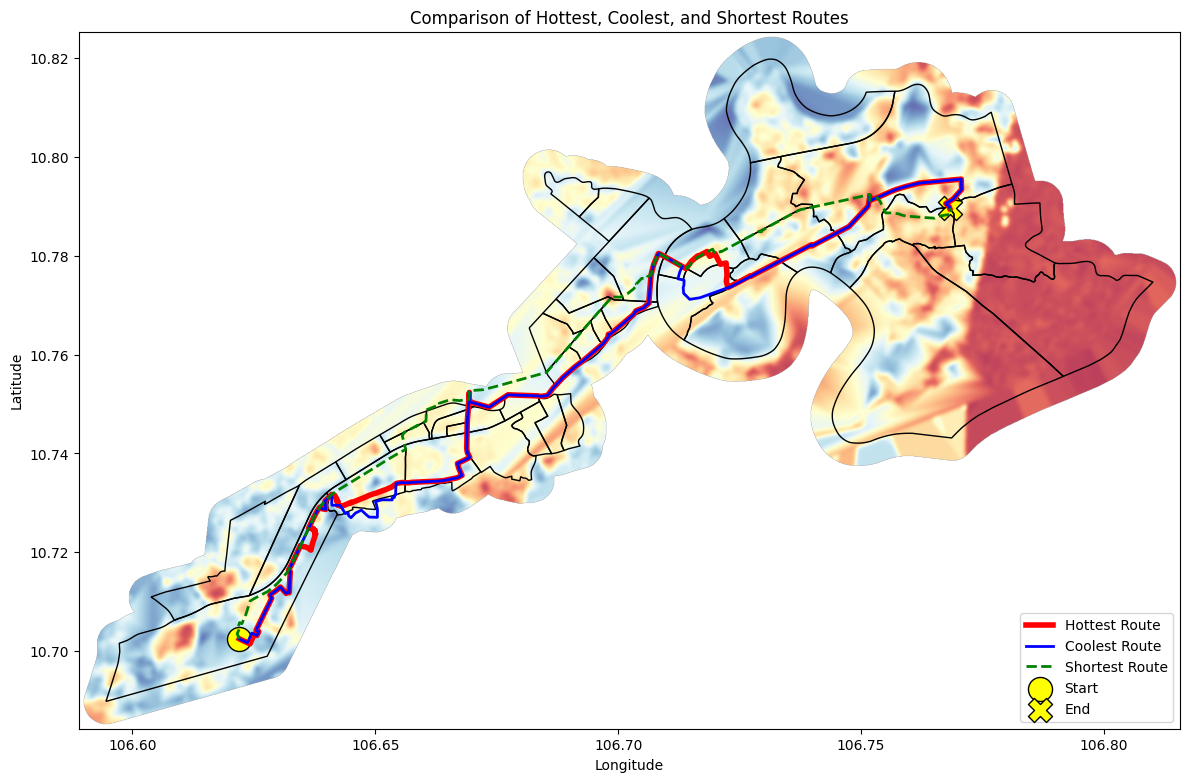 Comparison of Hottest, Coolest, and Shortest Routes
10.82
10.80
10.78
10.76
10.74
10.72
10.70
Latitude
Hottest Route
Coolest Route
Shortest Route
Start
End
106.60 106.65 106.70 106.75 106.80
Longitude